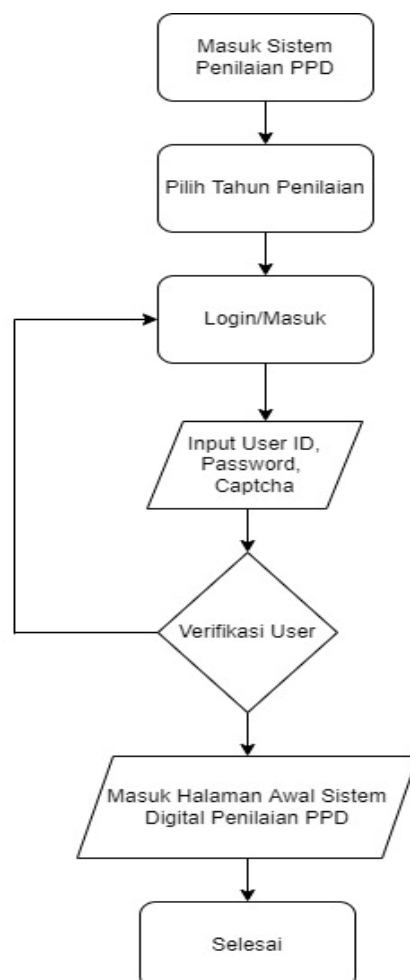 Masuk Sistem
Penilaian PPD
Pilih Tahun Penilaian
Login/Masuk
Input User ID,
Password,
Captcha
Verifikasi User
Masuk Halaman Awal Sistem
Digital Penilaian PPD
Selesai